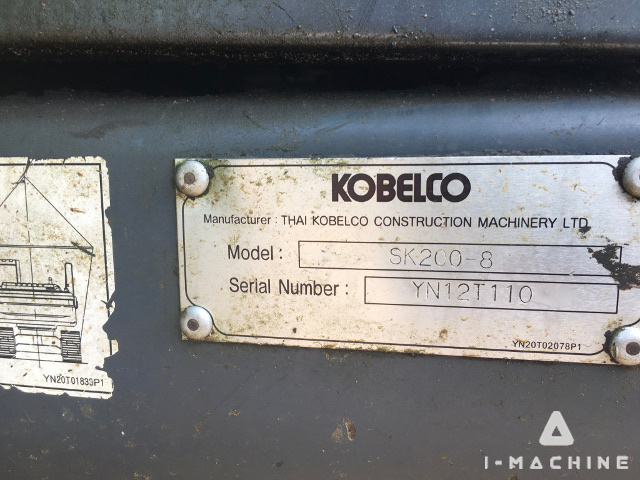 KOBELCO
Manufacturer : THAI KOBELCO CONSTRUCTION MACHINERY LTD
Model : SK200-8
Serial Number : YN12T110
YN20T02078P1
YN20T01833P1
I-MACHINE